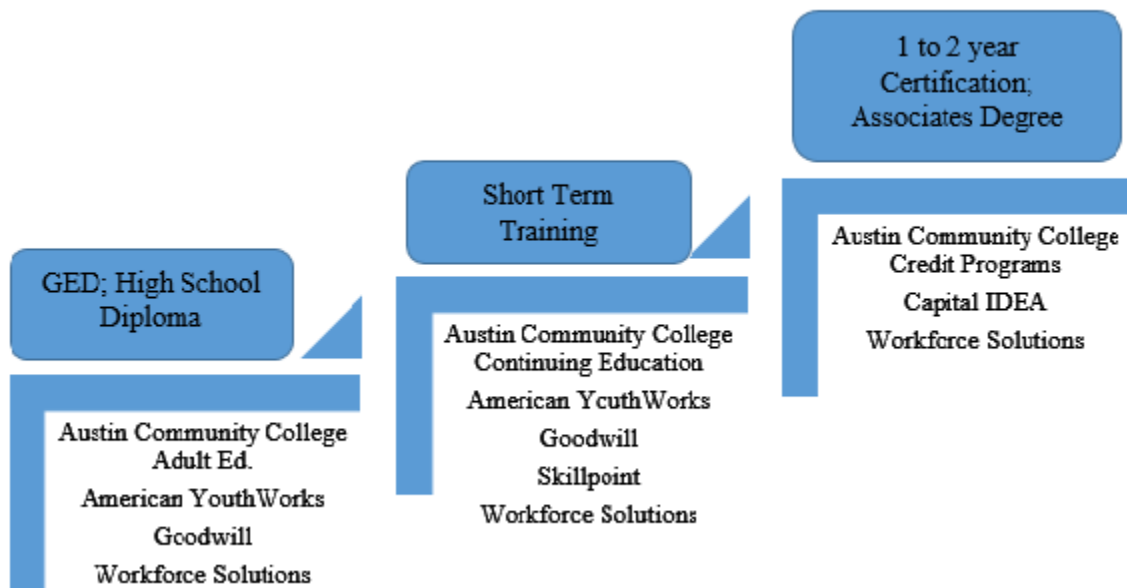 GED; High School
Diploma
Austin Community College
Adult Ed.
American YouthWorks
Goodwill
Workforce Solutions
Short Term
Training
Austin Community College
Continuing Education
American YouthWorks
Goodwill
Skillpoint
Workforce Solutions
1 to 2 year
Certification;
Associates Degree
Austin Community College
Credit Programs
Capital IDEA
Workforce Solutions